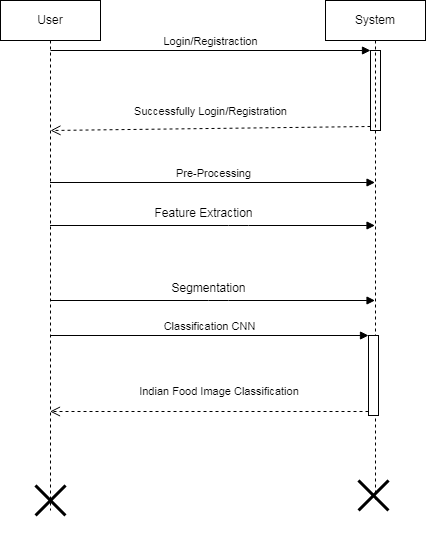 User
System
Login/Registraction
Successfully Login/Registration
Pre-Processing
Feature Extraction
Segmentation
Classification CNN
Indian Food Image Classification